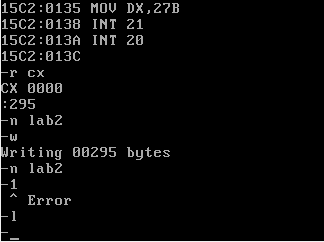 15C2:0135 MOV DX,27B
15C2:0138 INT 21
15C2:013A INT 20
15C2:013C
-r cx
CX 0000
:295
-n lab2
-w
Writing 00295 bytes
-n lab2
-1
^ Error
-l
-_